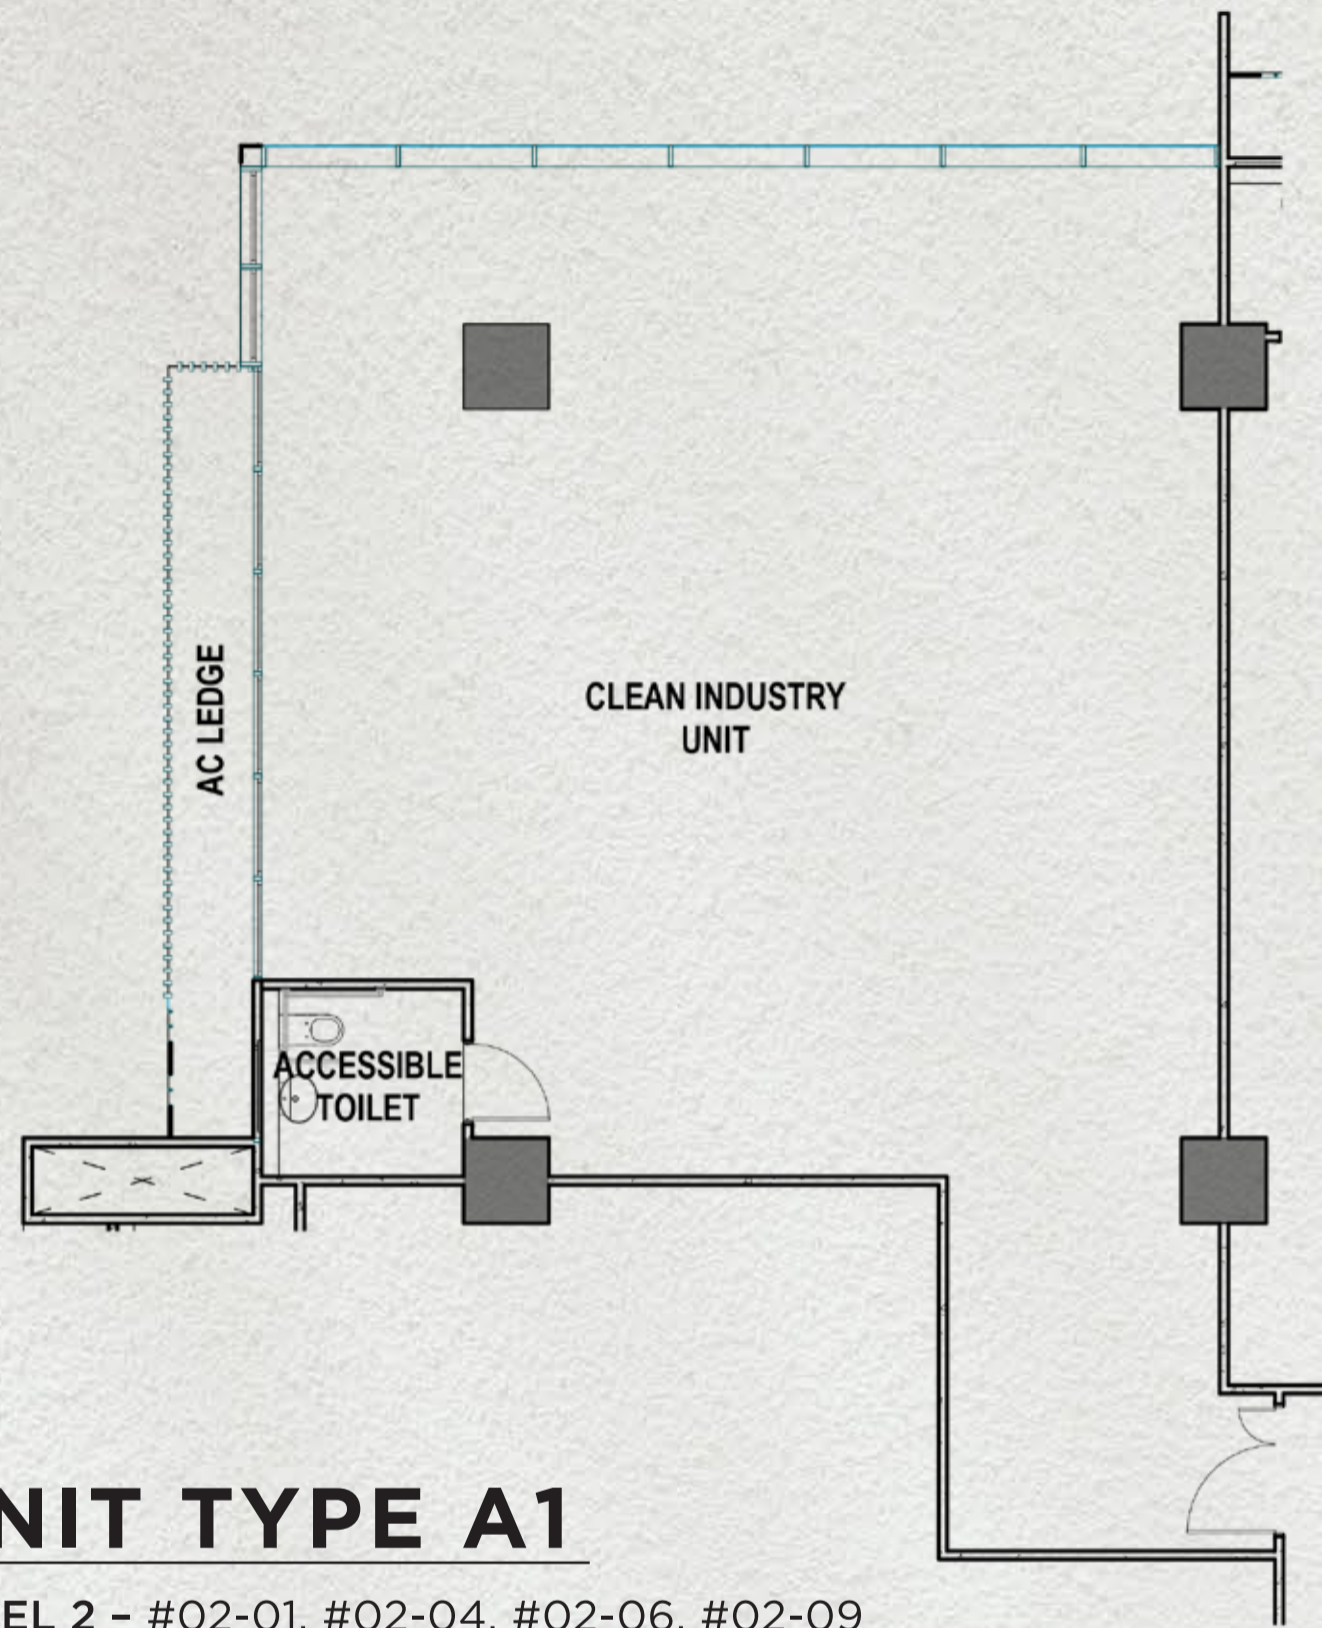 AC LEDGE
CLEAN INDUSTRY
UNIT
ACCESSIBLE
TOILET
NIT TYPE A1
EL 2 – #02-01, #02-04, #02-06, #02-09